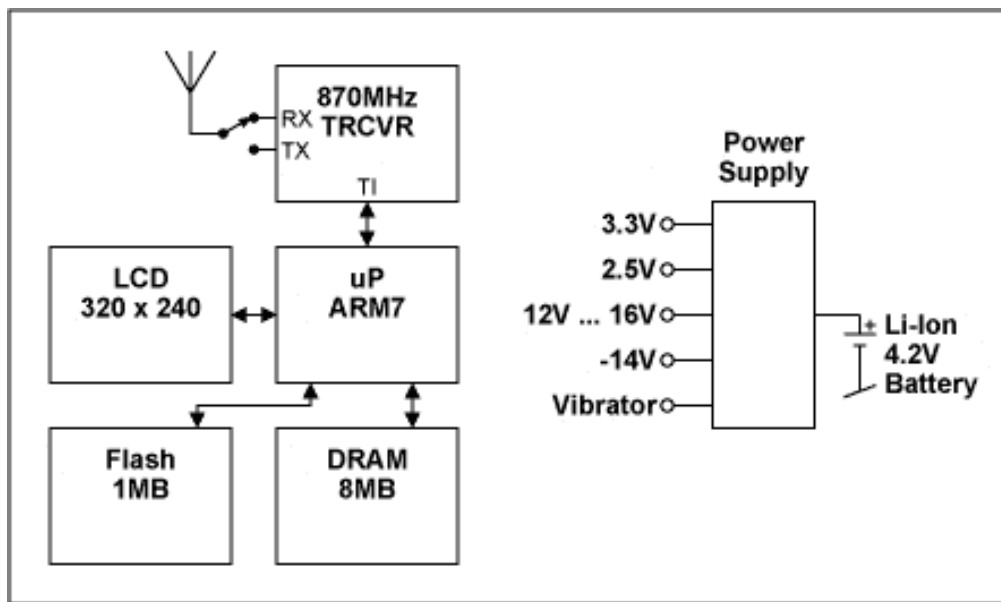 870MHz
TRCVR
RX
TX
TI
LCD
320 x 240
uP
ARM7
Flash
1MB
DRAM
8MB
Power
Supply
3.3V
2.5V
12V ... 16V
-14V
Vibrator
+ Li-Ion
4.2V
Battery